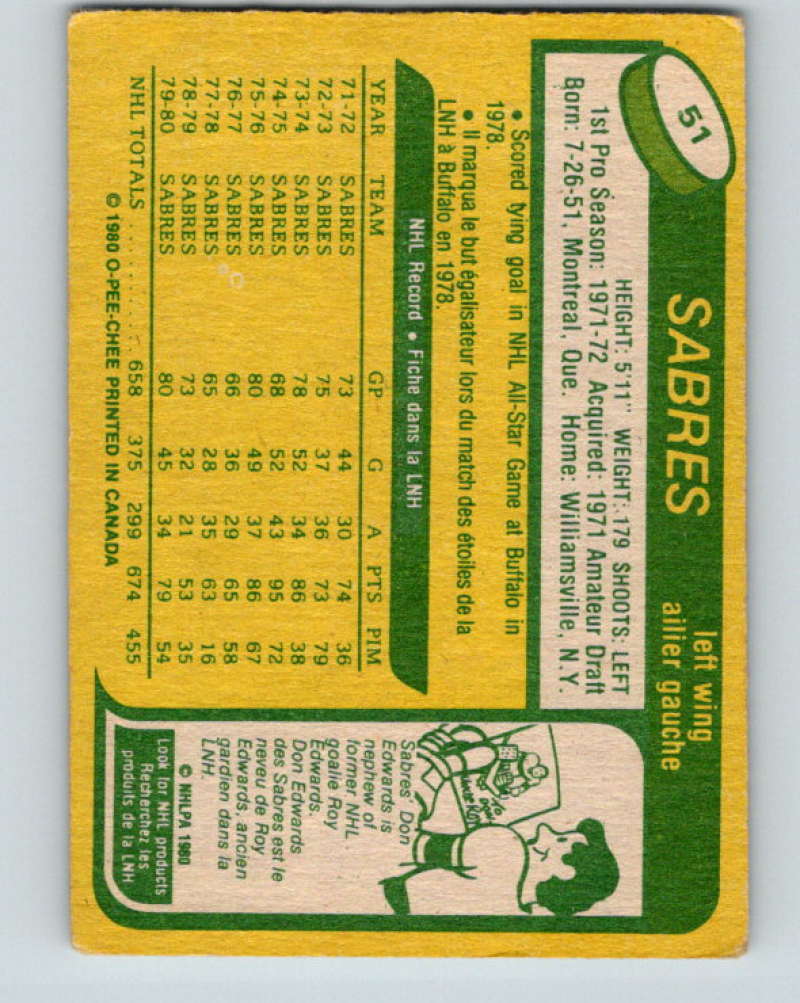 51
SABRES
left wing
ailier gauche
HEIGHT: 5'11" WEIGHT: 179 SHOOTS: LEFT
1st Pro Season: 1971-72 Acquired: 1971 Amateur Draft
Born: 7-26-51, Montreal, Que. Home: Williamsville, N.Y.
• Scored tying goal in NHL All-Star Game at Buffalo in
1978.
• Il marqua le but égalisateur lors du match des étoiles de la
LNH à Buffalo en 1978.
NHL Record • Fiche dans la LNH
YEAR TEAM GP G A PTS PIM
71-72 SABRES 73 44 30 74 36
72-73 SABRES 75 37 36 73 79
73-74 SABRES 78 52 34 86 38
74-75 SABRES 68 52 43 95 72
75-76 SABRES 80 49 37 86 67
76-77 SABRES 66 36 29 65 58
77-78 SABRES 65 28 35 63 16
78-79 SABRES 73 32 21 53 35
79-80 SABRES 80 45 34 79 54
NHL TOTALS .......... 658 375 299 674 455
© 1980 O-PEE-CHEE PRINTED IN CANADA
Sabres' Don
Edwards is
nephew of
former NHL
goalie Roy
Edwards.
Don Edwards
des Sabres est le
neveu de Roy
Edwards, ancien
gardien dans la
LNH.
© NHLPA 1980
Look for NHL products
Recherchez les
produits de la LNH